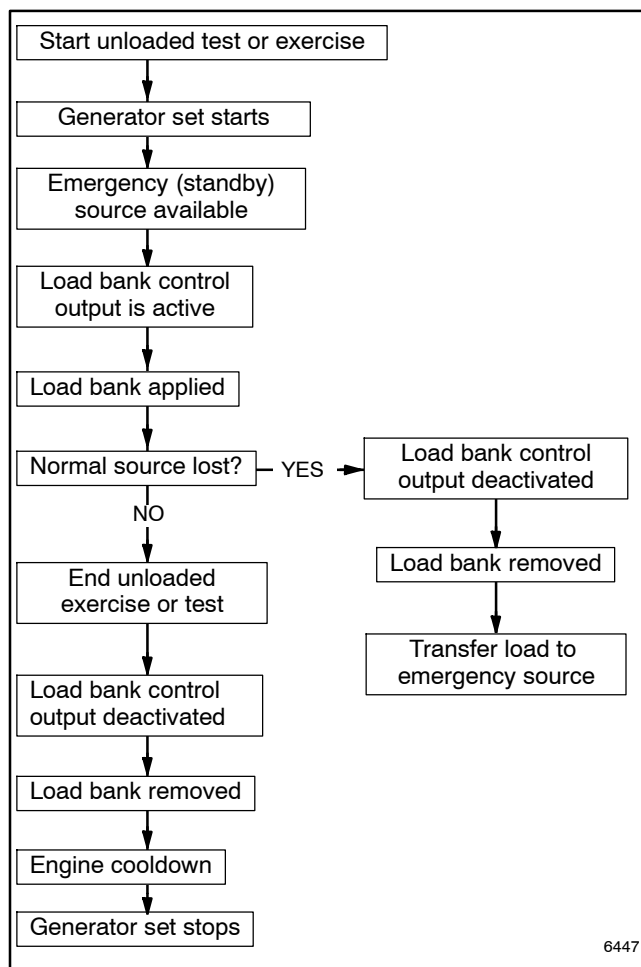 Start unloaded test or exercise
Generator set starts
Emergency (standby)
source available
Load bank control
output is active
Load bank applied
Normal source lost?
YES
Load bank control
output deactivated
Load bank removed
Transfer load to
emergency source
NO
End unloaded
exercise or test
Load bank control
output deactivated
Load bank removed
Engine cooldown
Generator set stops
6447